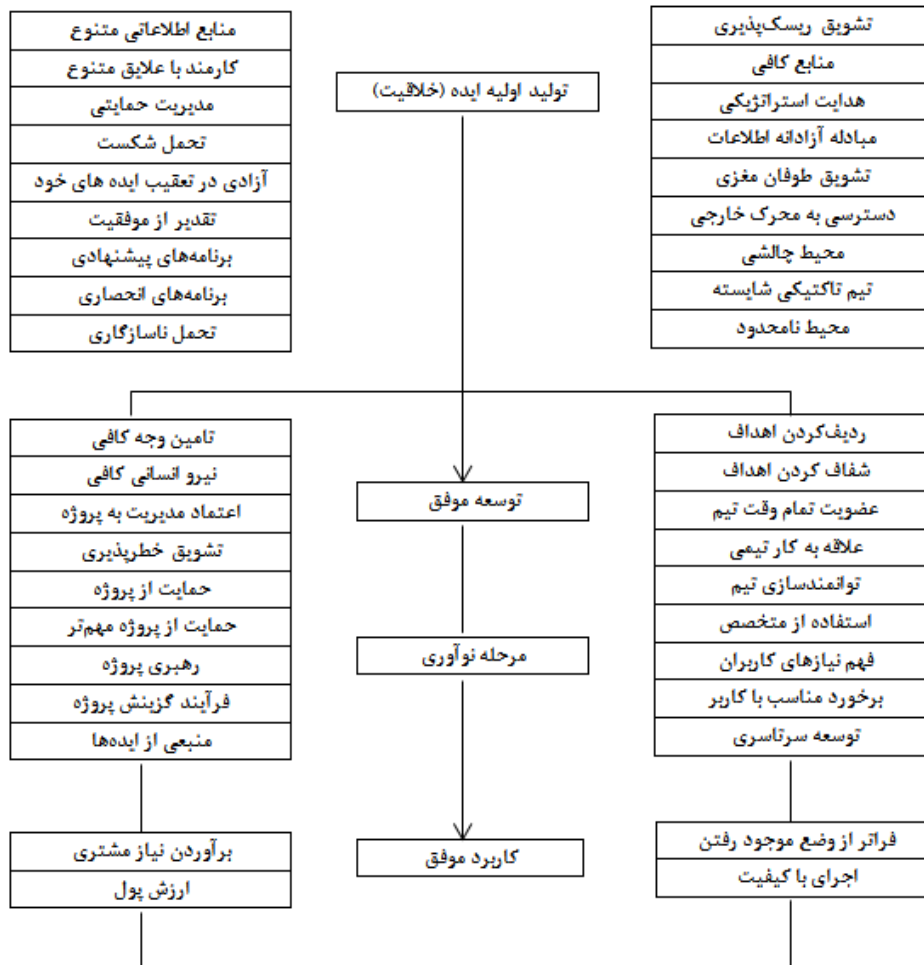 تشویق ریسک‌پذیری
منابع کافی
هدایت استراتژیکی
مبادله آزادانه اطلاعات
تشویق طوفان مغزی
دسترسی به محرک خارجی
محیط چالشی
تیم تاکتیکی شایسته
محیط نامحدود
تولید اولیه ایده (خلاقیت)
منابع اطلاعاتی متنوع
کارمند با علایق متنوع
مدیریت حمایتی
تحمل شکست
آزادی در تعقیب ایده های خود
تقدیر از موفقیت
برنامه‌های پیشنهادی
برنامه‌های انحصاری
تحمل ناسازگاری
ردیف‌کردن اهداف
شفاف کردن اهداف
عضویت تمام وقت تیم
علاقه به کار تیمی
توانمندسازی تیم
استفاده از متخصص
فهم نیازهای کاربران
برخورد مناسب با کاربر
توسعه سرتاسری
توسعه موفق
مرحله نوآوری
تامین وجه کافی
نیرو انسانی کافی
اعتماد مدیریت به پروژه
تشویق خطرپذیری
حمایت از پروژه
حمایت از پروژه مهم‌تر
رهبری پروژه
فرآیند گزینش پروژه
منبعی از ایده‌ها
فراتر از وضع موجود رفتن
اجرای با کیفیت
کاربرد موفق
برآوردن نیاز مشتری
ارزش پول